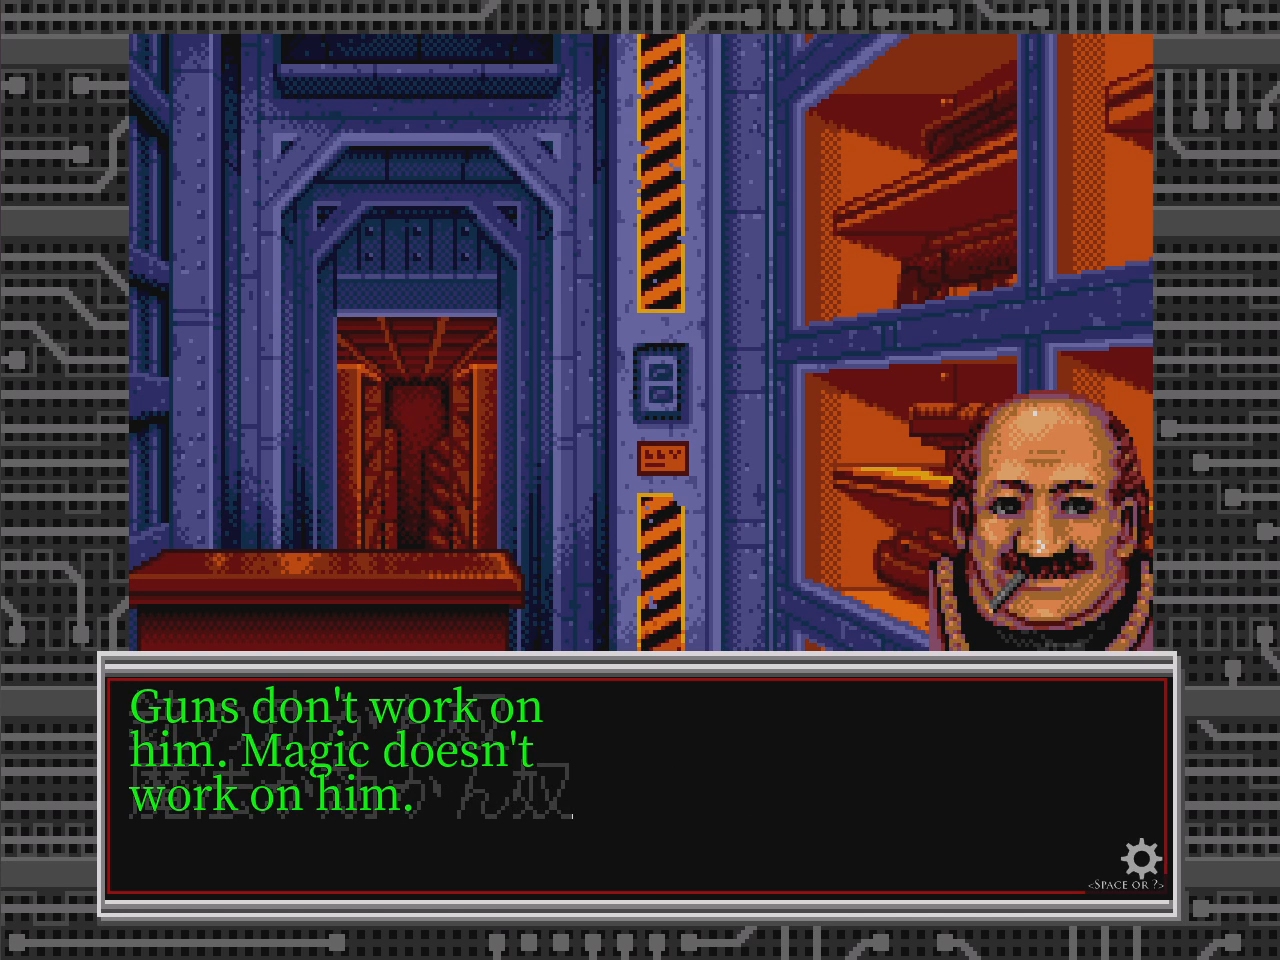 Guns don't work on
him. Magic doesn't
work on him.
<SPACE OR ?>